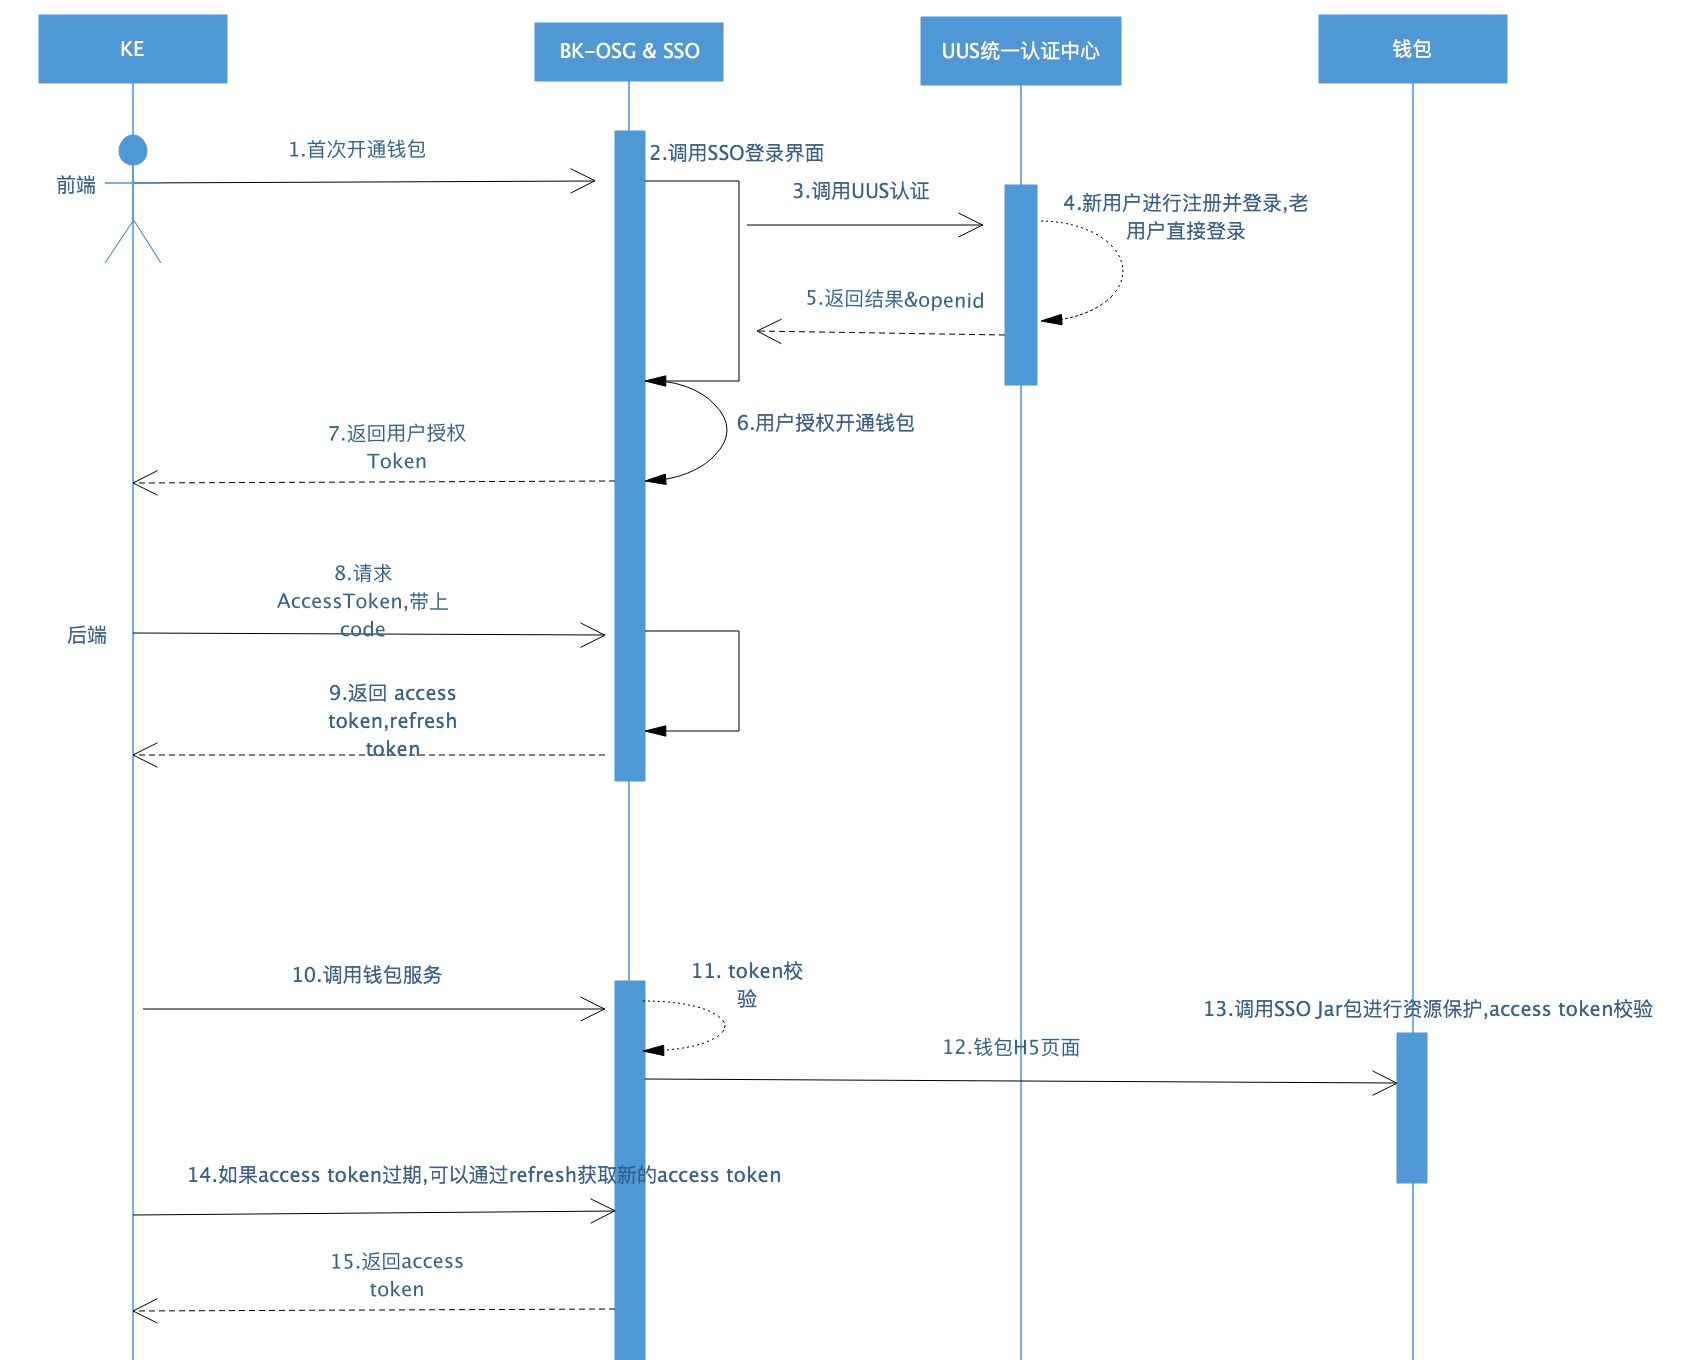 KE
BK-OSG & SSO
UUS统一认证中心
钱包
前端
1.首次开通钱包
2.调用SSO登录界面
3.调用UUS认证
4.新用户进行注册并登录,老
用户直接登录
5.返回结果&openid
6.用户授权开通钱包
7.返回用户授权
Token
后端
8.请求
AccessToken,带上
code
9.返回 access
token,refresh
token
10.调用钱包服务
11. token校
验
12.钱包H5页面
13.调用SSO Jar包进行资源保护,access token校验
14.如果access token过期,可以通过refresh获取新的access token
15.返回access
token